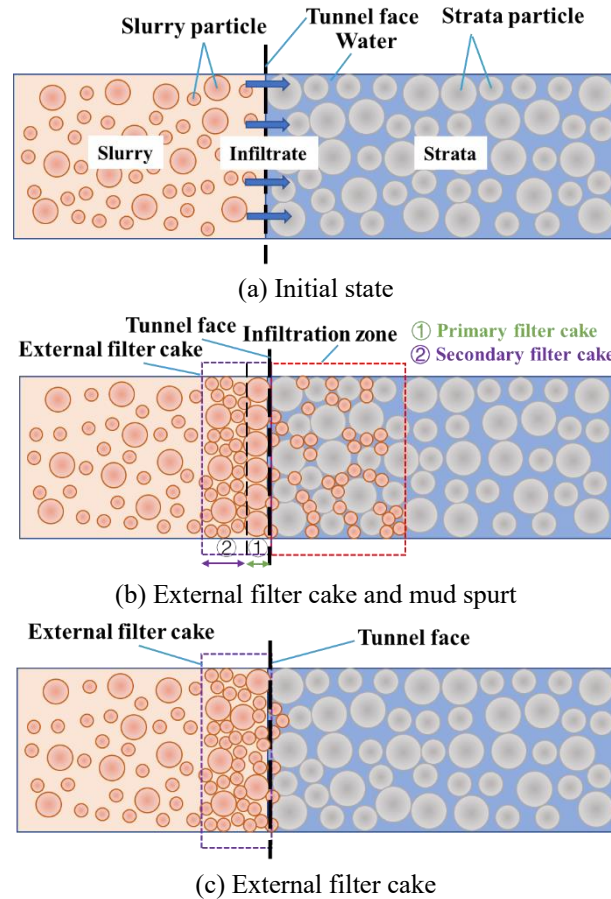 Slurry particle
Tunnel face
Water
Strata particle
Slurry
Infiltrate
Strata
(a) Initial state
Tunnel face
Infiltration zone
① Primary filter cake
External filter cake
② Secondary filter cake
② ①
(b) External filter cake and mud spurt
External filter cake
Tunnel face
(c) External filter cake